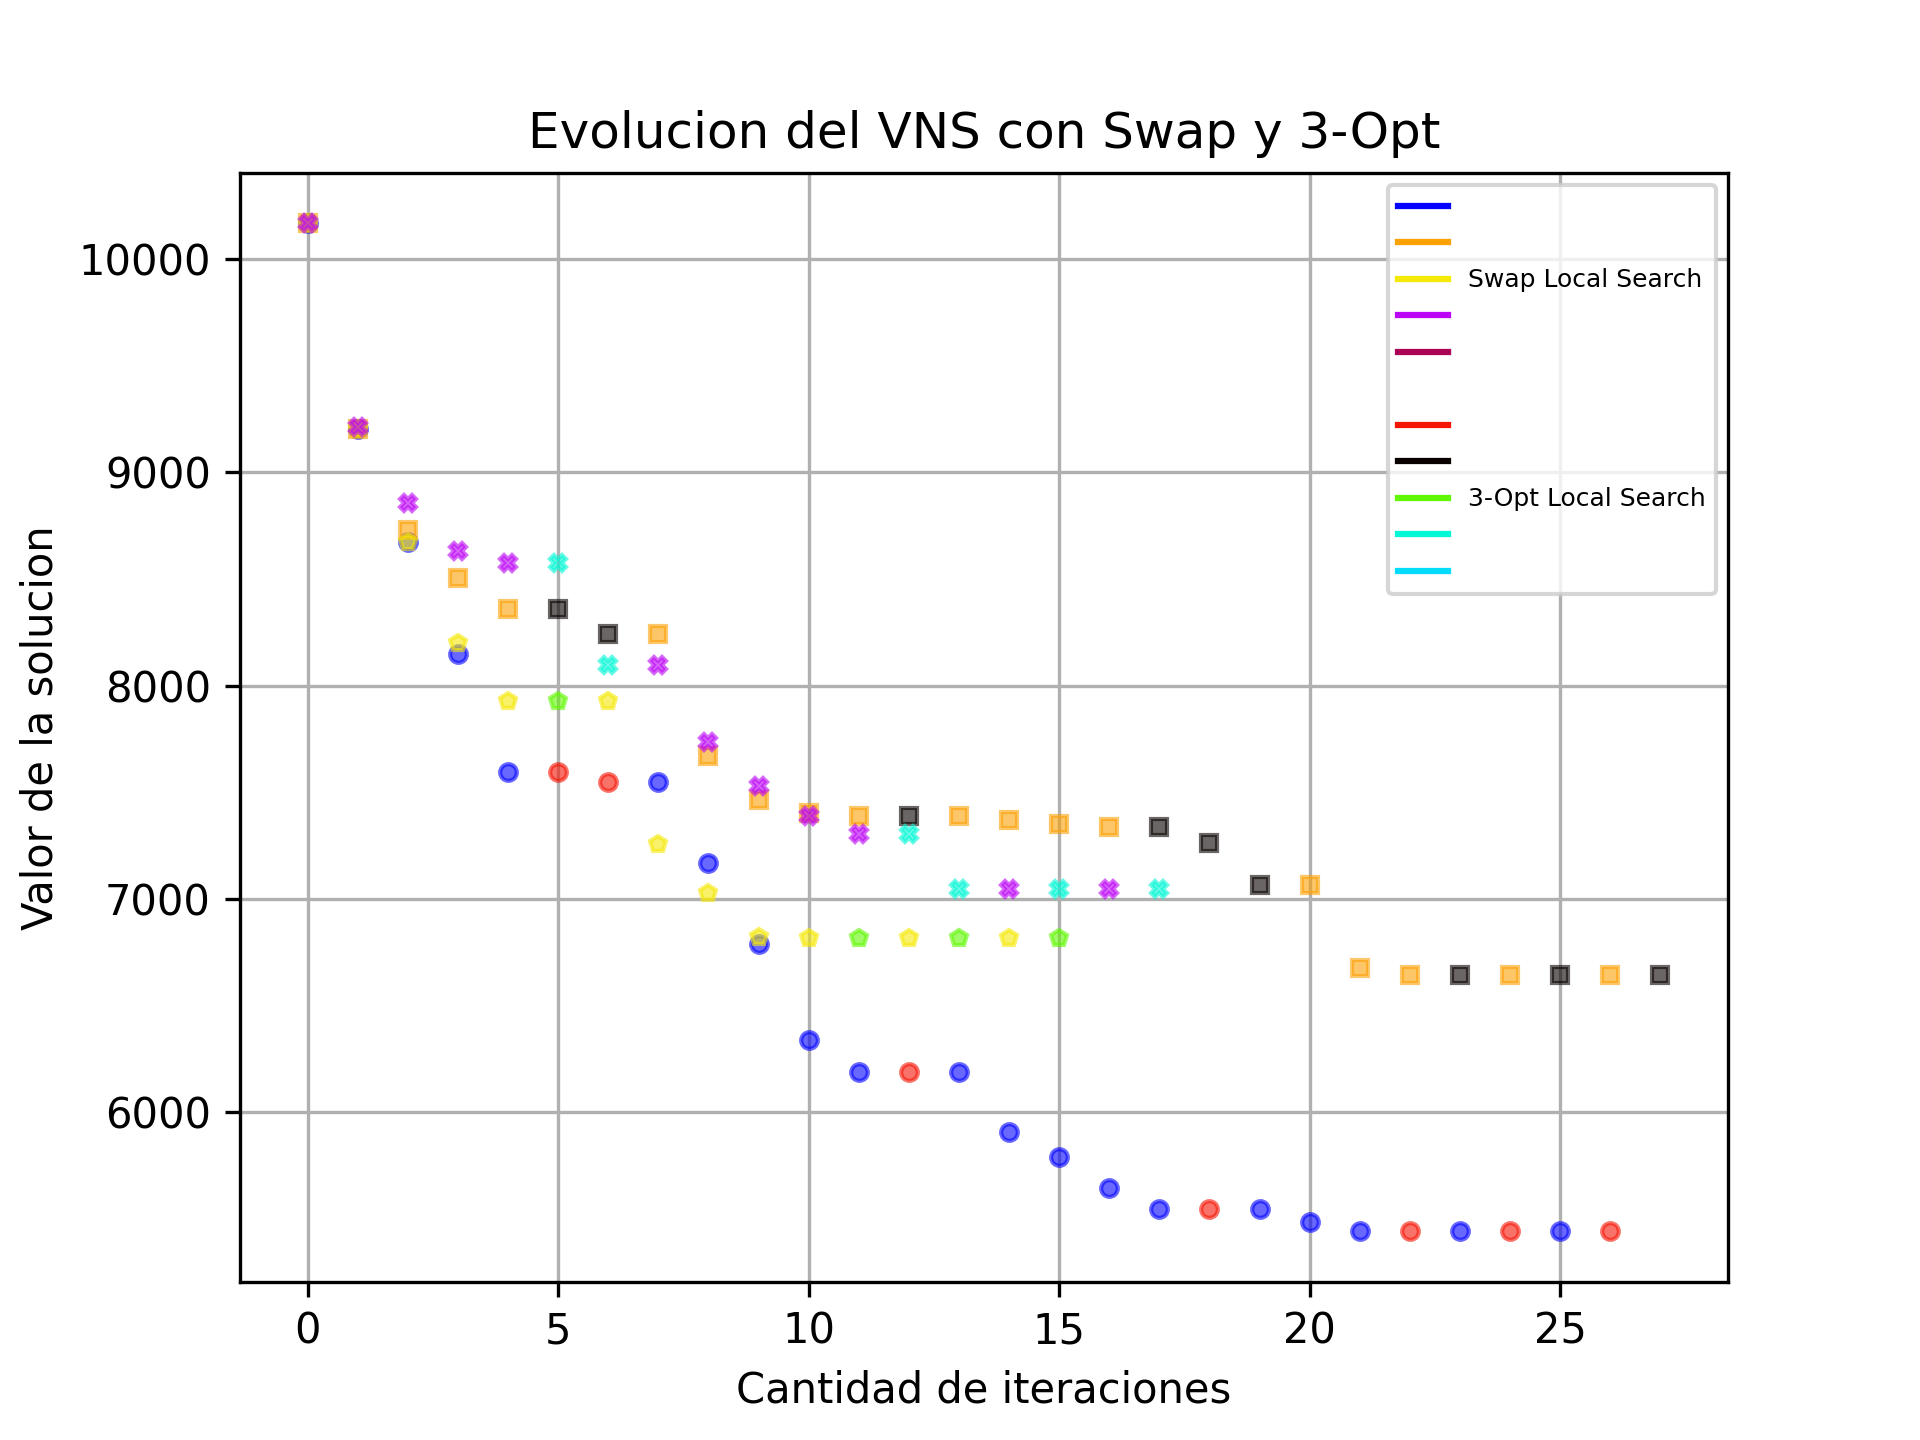 Evolucion del VNS con Swap y 3-Opt
Swap Local Search
3-Opt Local Search
Valor de la solucion
10000
9000
8000
7000
6000
0 5 10 15 20 25
Cantidad de iteraciones